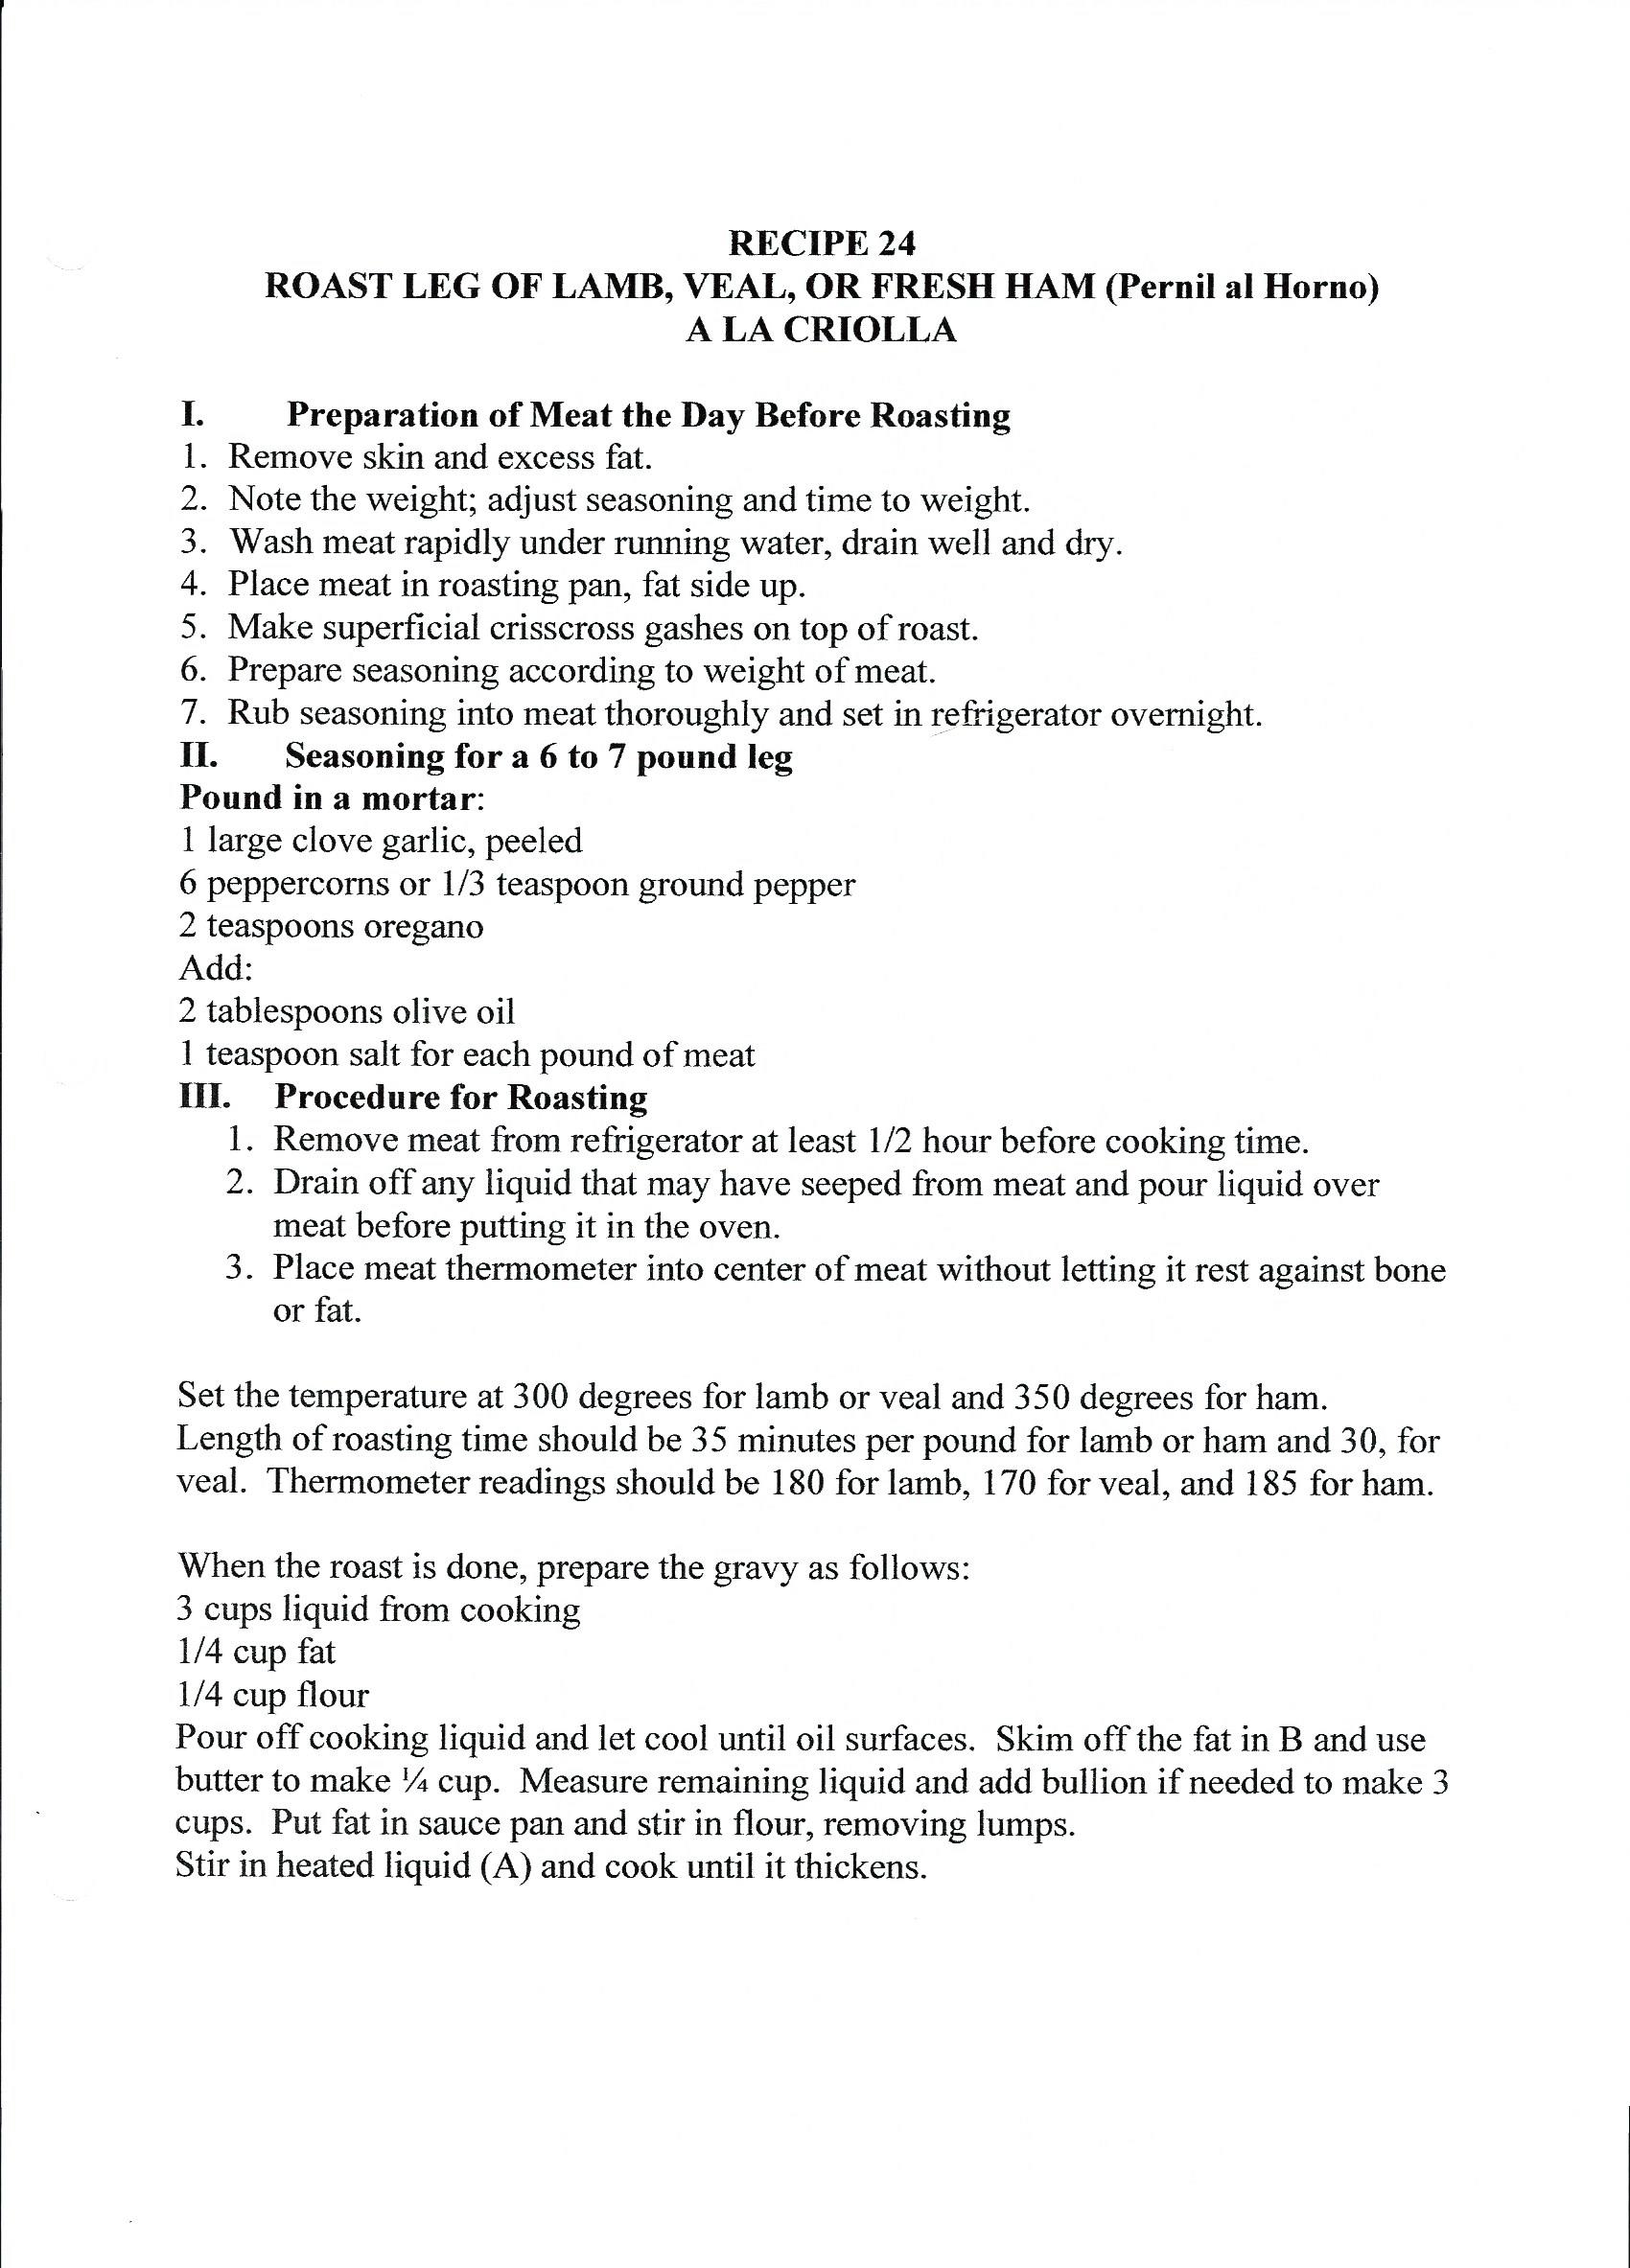 RECIPE 24
ROAST LEG OF LAMB, VEAL, OR FRESH HAM (Pernil al Horno)
A LA CRIOLLA
I. Preparation of Meat the Day Before Roasting
1. Remove skin and excess fat.
2. Note the weight; adjust seasoning and time to weight.
3. Wash meat rapidly under running water, drain well and dry.
4. Place meat in roasting pan, fat side up.
5. Make superficial crisscross gashes on top of roast.
6. Prepare seasoning according to weight of meat.
7. Rub seasoning into meat thoroughly and set in refrigerator overnight.
II. Seasoning for a 6 to 7 pound leg
Pound in a mortar:
1 large clove garlic, peeled
6 peppercorns or 1/3 teaspoon ground pepper
2 teaspoons oregano
Add:
2 tablespoons olive oil
1 teaspoon salt for each pound of meat
III. Procedure for Roasting
1. Remove meat from refrigerator at least 1/2 hour before cooking time.
2. Drain off any liquid that may have seeped from meat and pour liquid over
meat before putting it in the oven.
3. Place meat thermometer into center of meat without letting it rest against bone
or fat.
Set the temperature at 300 degrees for lamb or veal and 350 degrees for ham.
Length of roasting time should be 35 minutes per pound for lamb or ham and 30, for
veal. Thermometer readings should be 180 for lamb, 170 for veal, and 185 for ham.
When the roast is done, prepare the gravy as follows:
3 cups liquid from cooking
1/4 cup fat
1/4 cup flour
Pour off cooking liquid and let cool until oil surfaces. Skim off the fat in B and use
butter to make ¼ cup. Measure remaining liquid and add bullion if needed to make 3
cups. Put fat in sauce pan and stir in flour, removing lumps.
Stir in heated liquid (A) and cook until it thickens.